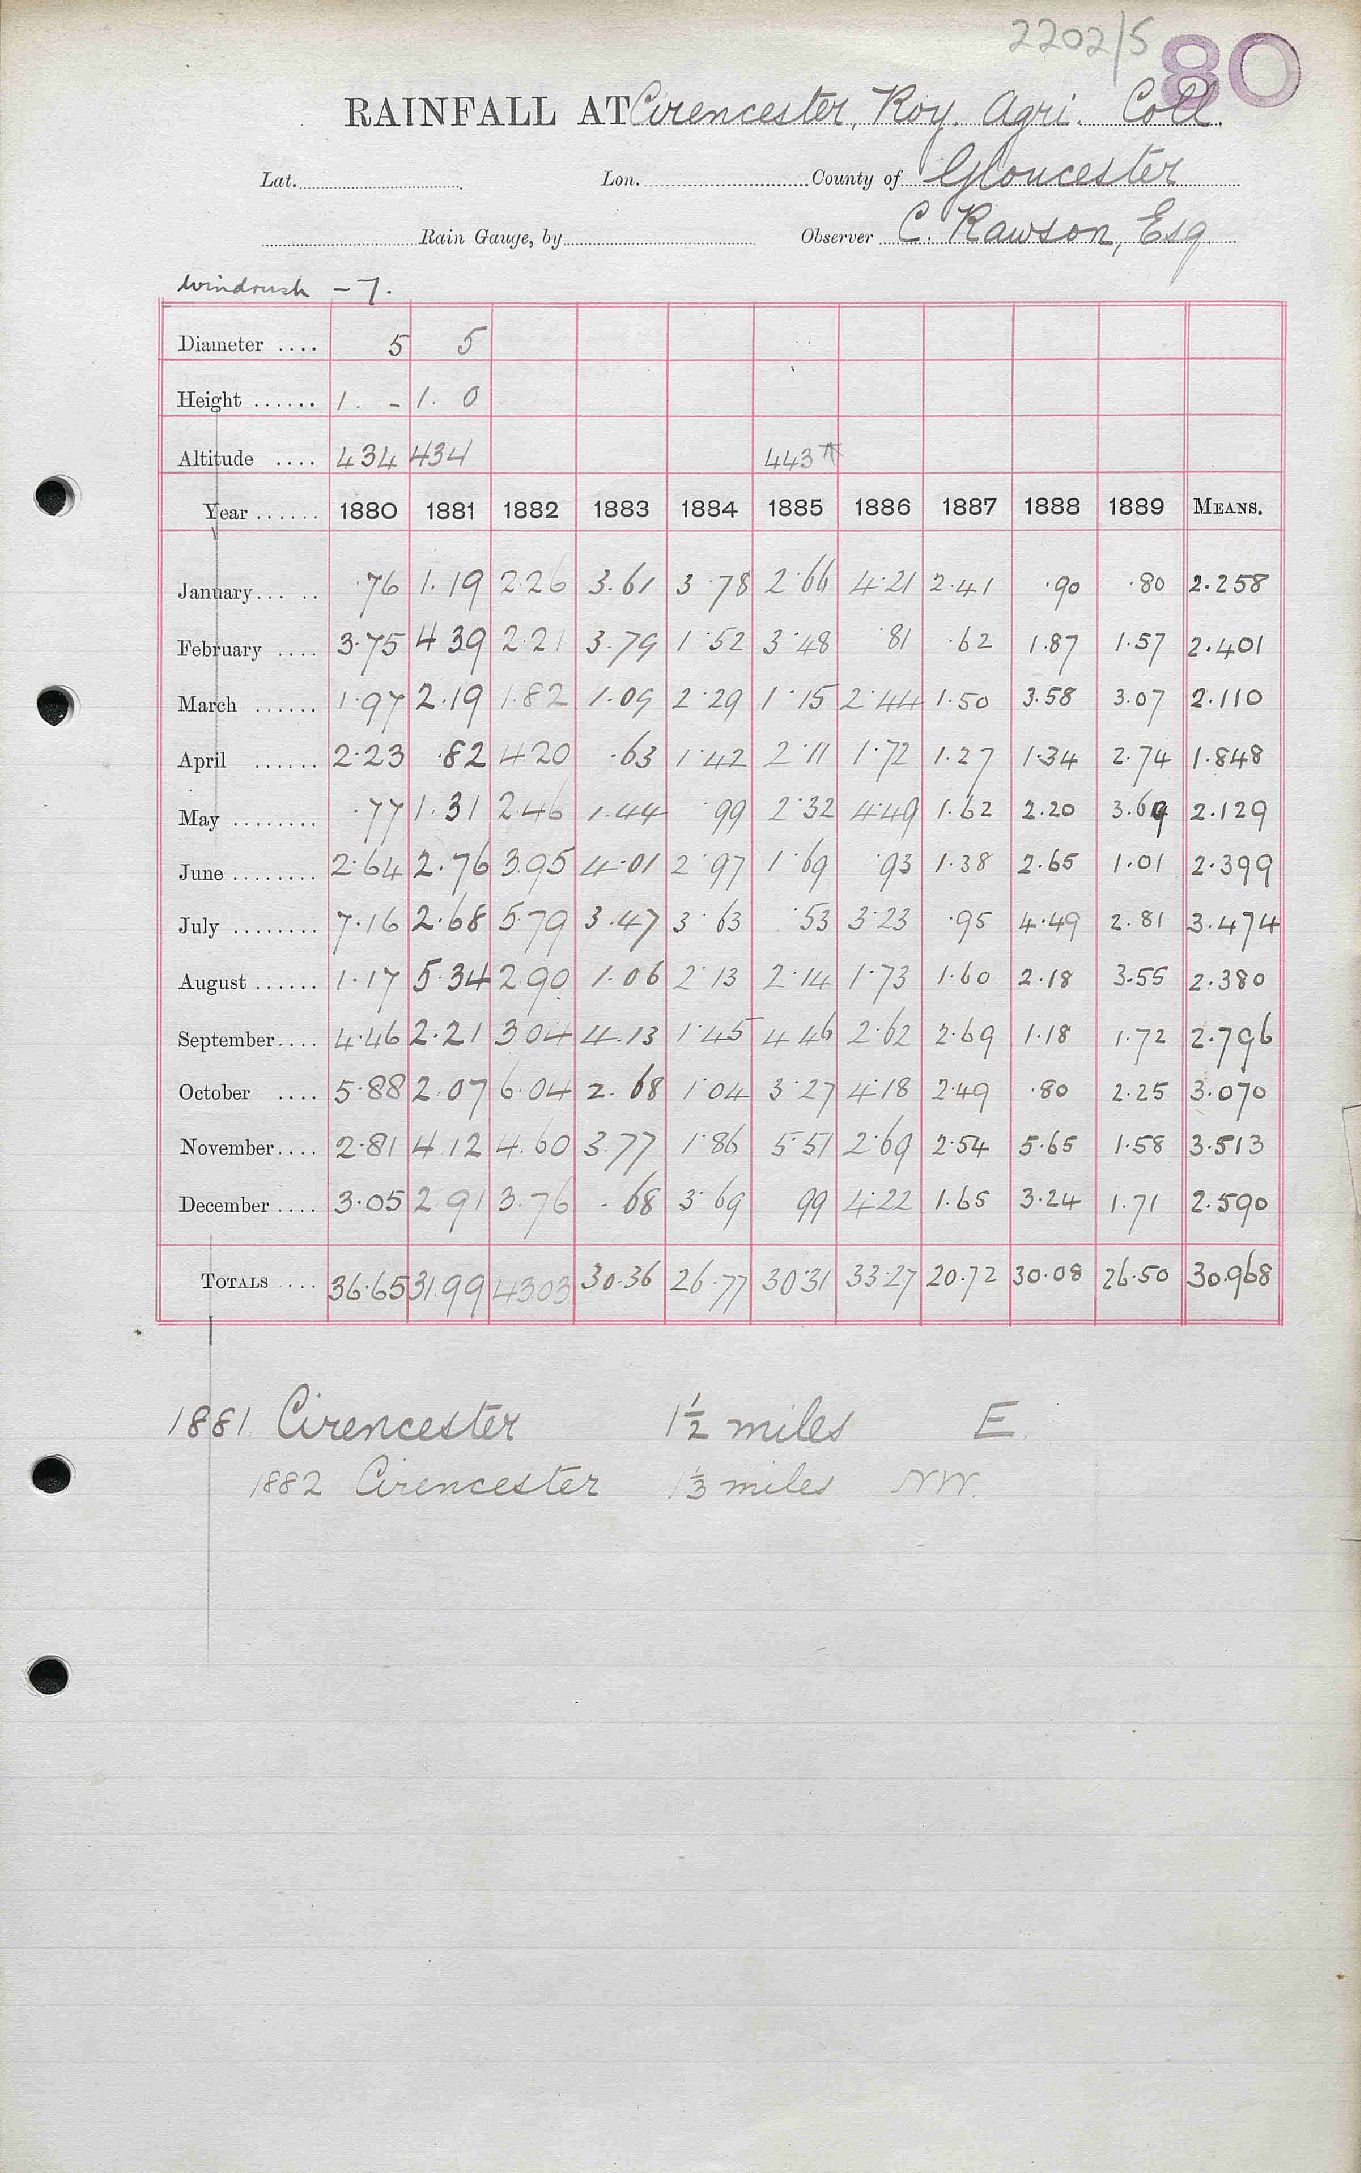 2202/5 80
RAINFALL AT Cirencester, Roy. Agri. Coll.
Lat. Lon. County of Gloucester
Rain Gauge, by Observer C. Rawson, Esq
Windrush - 7.
Diameter .... 5 5
Height ...... 1. - 1. 0
Altitude .... 434 434 443
Year ...... 1880 1881 1882 1883 1884 1885 1886 1887 1888 1889 MEANS.
January... .. ·76 1.19 2.26 3.61 3·78 2·66 4·21 2·41 ·90 ·80 2.258
February .... 3·75 4 39 2.21 3.79 1·52 3·48 ·81 ·62 1.87 1.57 2.401
March ...... 1·97 2.19 1.82 1.09 2·29 1·15 2·44 1.50 3.58 3.07 2.110
April ...... 2·23 ·82 4 20 ·63 1·42 2·11 1·72 1.27 1·34 2.74 1.848
May ........ ·77 1.31 2.46 1.44 ·99 2·32 4·49 1.62 2.20 3.69 2.129
June ........ 2·64 2.76 3.95 4·01 2·97 1·69 ·93 1·38 2.65 1.01 2.399
July ........ 7·16 2·68 5·79 3.47 3·63 ·53 3·23 ·95 4·49 2.81 3.474
August ...... 1·17 5.34 2.90 1.06 2·13 2·14 1·73 1.60 2·18 3.55 2.380
September.... 4·46 2.21 3.04 4.13 1·45 4 46 2·62 2·69 1·18 1.72 2.796
October .... 5·88 2.07 6·04 2.68 1·04 3·27 4·18 2·49 ·80 2.25 3.070
November.... 2·81 4.12 4.60 3.77 1·86 5·51 2·69 2·54 5·65 1·58 3.513
December .... 3·05 2.91 3·76 ·68 3·69 99 4·22 1.65 3·24 1.71 2.590
TOTALS .... 36·65 31.99 43 03 30·36 26·77 30·31 33·27 20·72 30·08 26·50 30.968
1881 Cirencester 1½ miles E.
1882 Cirencester 1⅓ miles NW.